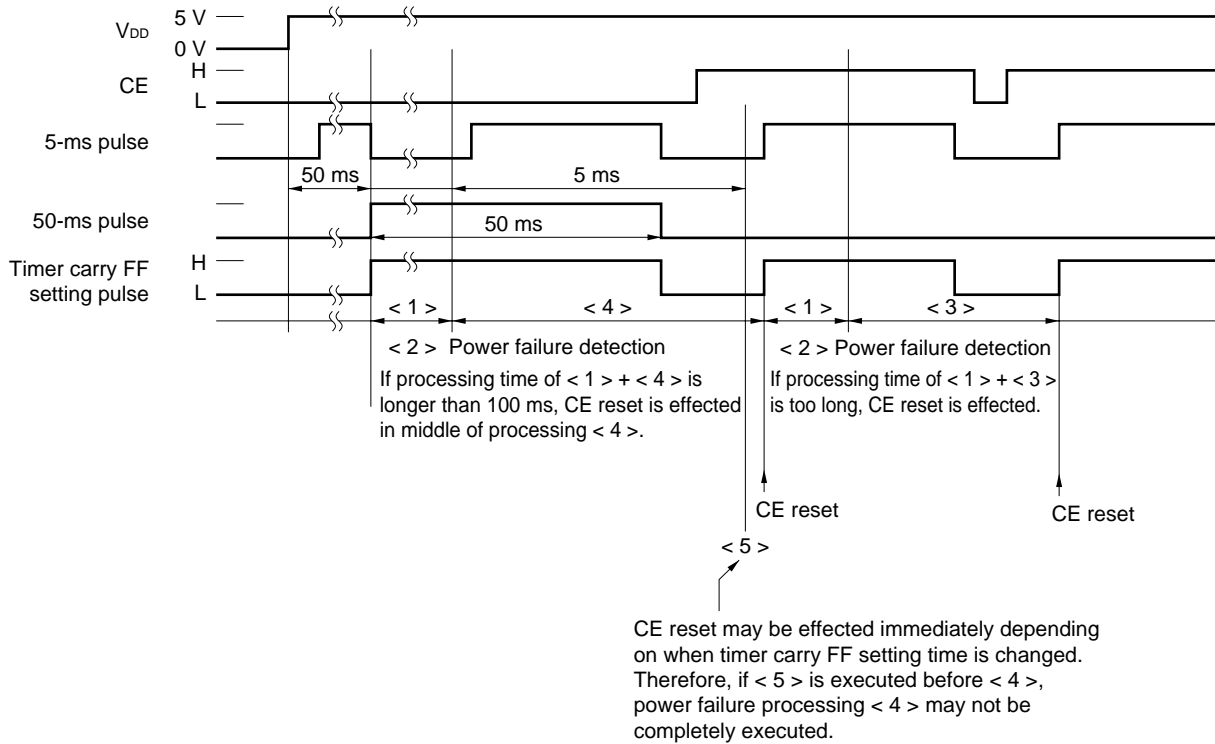 5 V
VDD
0 V
H
CE
L
5-ms pulse
50 ms
5 ms
50-ms pulse
50 ms
Timer carry FF
setting pulse
H
L
< 1 >
< 4 >
< 1 >
< 3 >
< 2 > Power failure detection
If processing time of < 1 > + < 4 > is
longer than 100 ms, CE reset is effected
in middle of processing < 4 >.
< 2 > Power failure detection
If processing time of < 1 > + < 3 >
is too long, CE reset is effected.
CE reset
CE reset
< 5 >
CE reset may be effected immediately depending
on when timer carry FF setting time is changed.
Therefore, if < 5 > is executed before < 4 >,
power failure processing < 4 > may not be
completely executed.